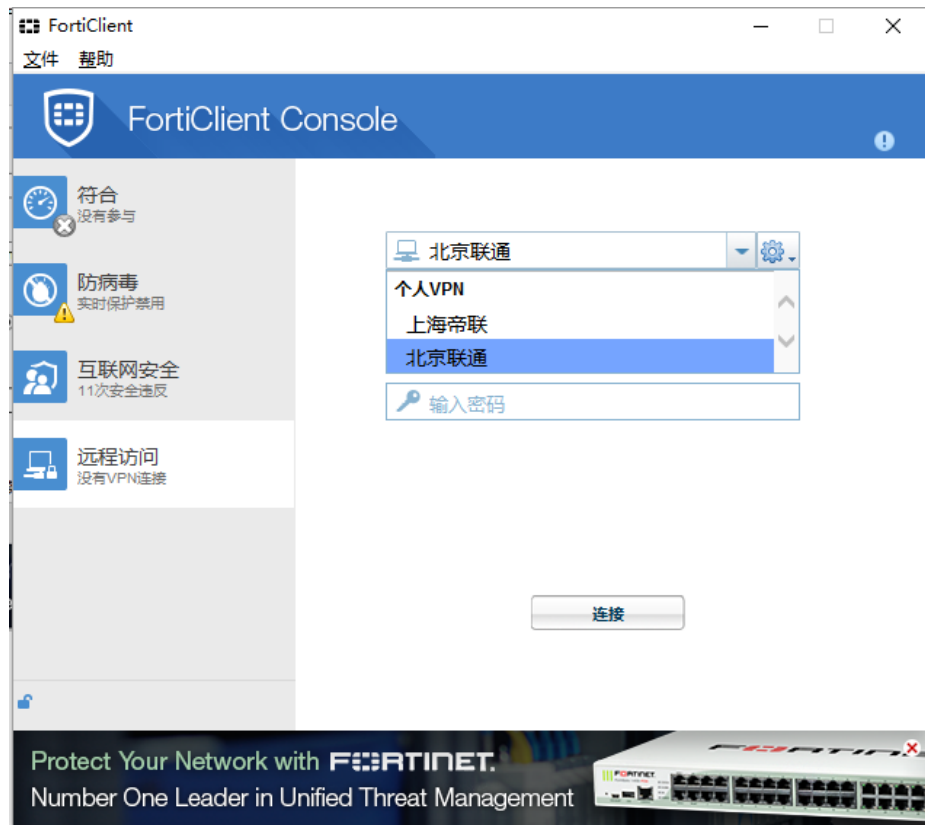 FortiClient
文件 帮助
FortiClient Console
符合
没有参与
防病毒
实时保护禁用
互联网安全
11次安全违反
远程访问
没有VPN连接
北京联通
个人VPN
上海帝联
北京联通
输入密码
连接
Protect Your Network with FORTINET.
Number One Leader in Unified Threat Management
FORTINET
FORTINET